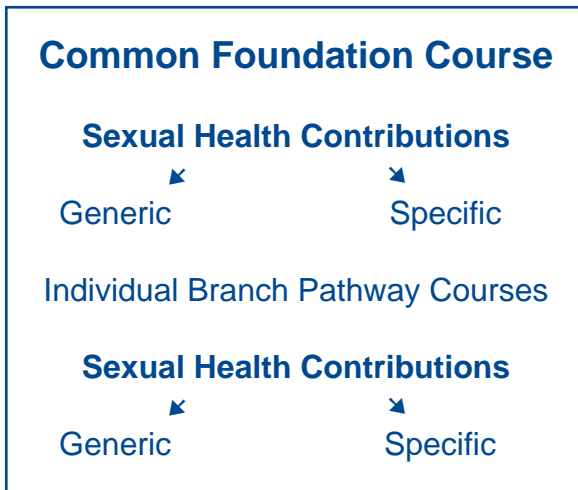 Common Foundation Course
Sexual Health Contributions
Generic Specific
Individual Branch Pathway Courses
Sexual Health Contributions
Generic Specific